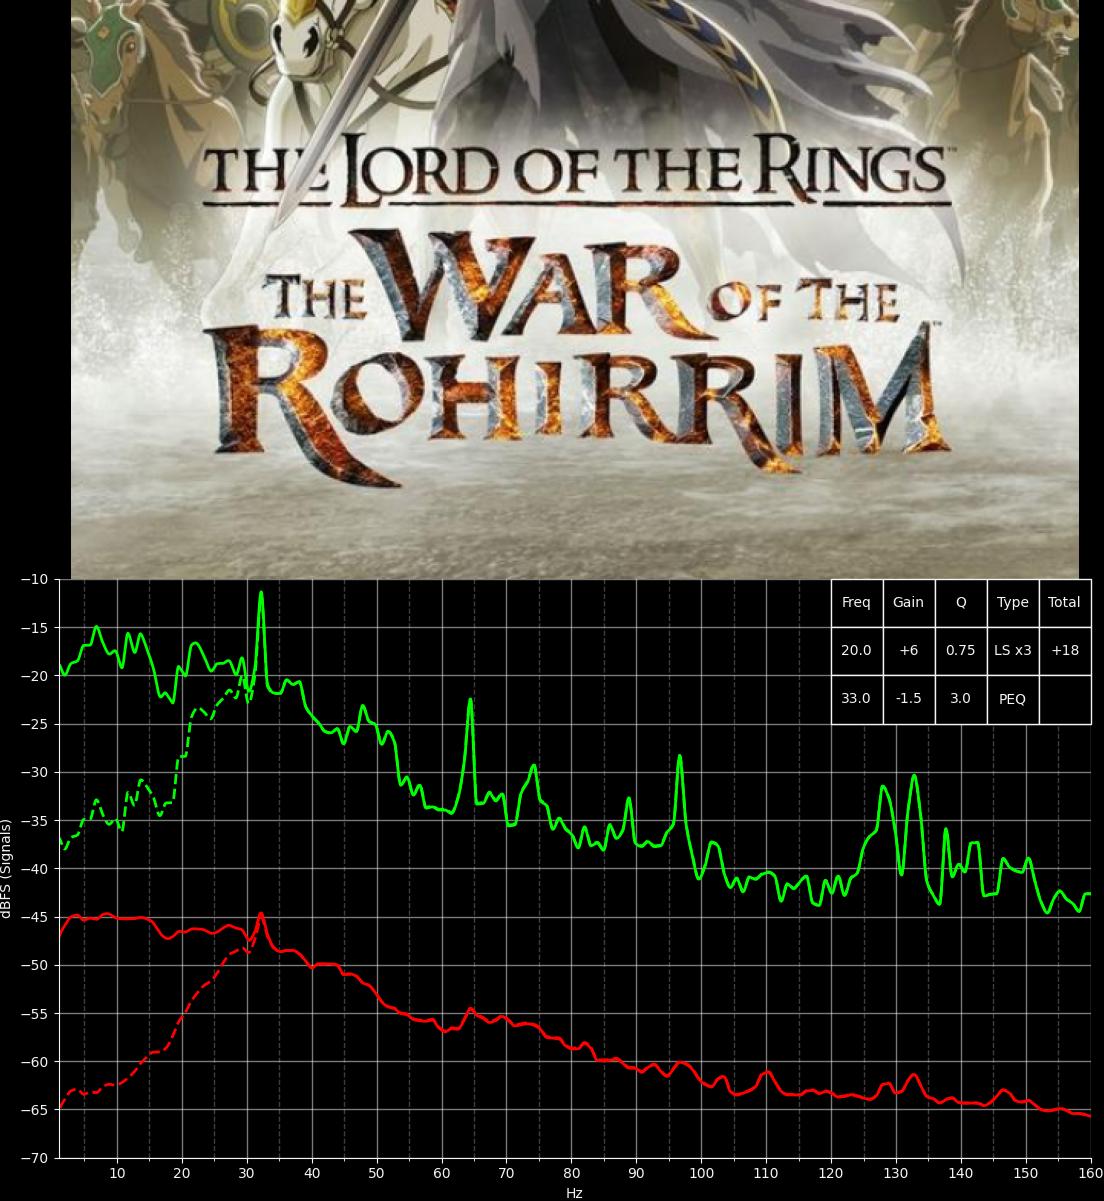 THE LORD OF THE RINGS™
THE WAR OF THE
ROHIRRIM™
Freq Gain Q Type Total
20.0 +6 0.75 LS x3 +18
33.0 -1.5 3.0 PEQ
dBFS (Signals)
−10
−15
−20
−25
−30
−35
−40
−45
−50
−55
−60
−65
−70
10 20 30 40 50 60 70 80 90 100 110 120 130 140 150 160
Hz